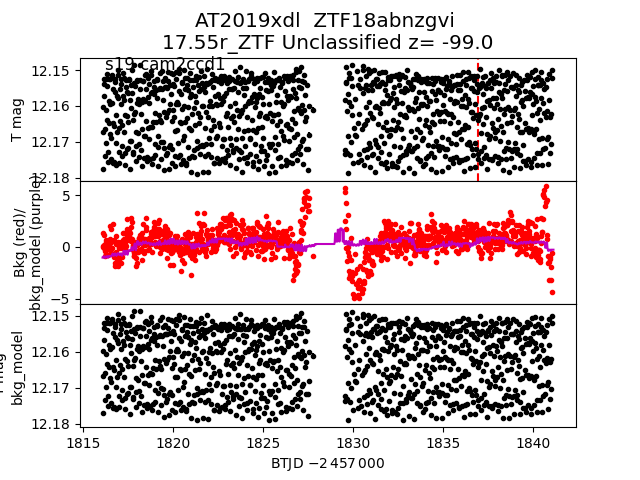 AT2019xdl ZTF18abnzgvi
17.55r_ZTF Unclassified z= -99.0
s19 cam2ccd1
12.15
12.16
12.17
12.18
T mag
5
0
−5
Bkg (red)/
bkg_model (purple)
12.15
12.16
12.17
12.18
T mag
bkg_model
1815
1820
1825
1830
1835
1840
BTJD −2 457 000